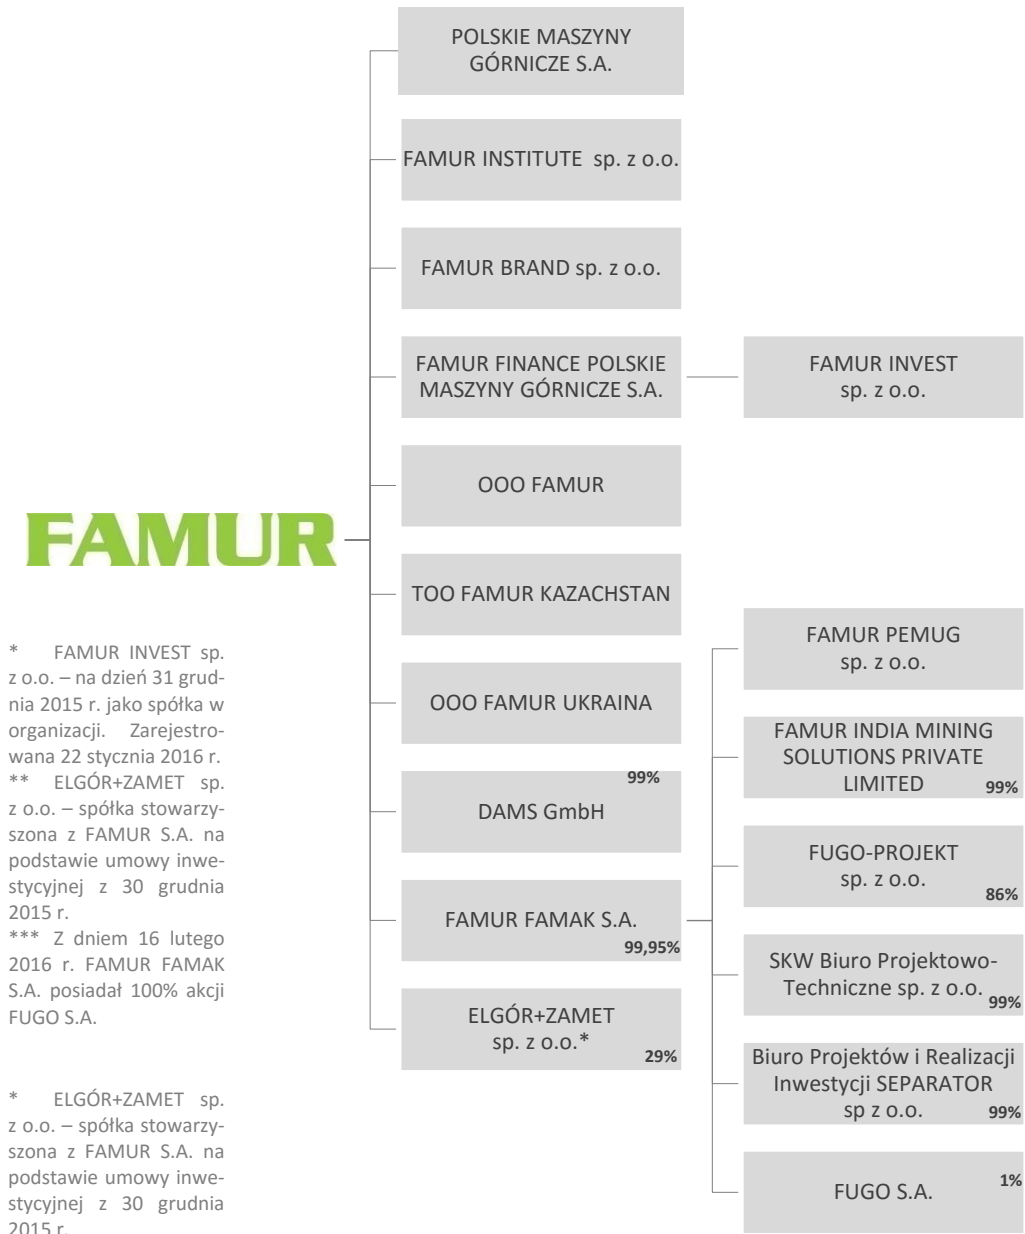 POLSKIE MASZYNY
GÓRNICZE S.A.
FAMUR INSTITUTE sp. z o.o.
FAMUR BRAND sp. z o.o.
FAMUR FINANCE POLSKIE
MASZYNY GÓRNICZE S.A.
FAMUR INVEST
sp. z o.o.
OOO FAMUR
FAMUR
TOO FAMUR KAZACHSTAN
OOO FAMUR UKRAINA
99%
DAMS GmbH
FAMUR FAMAK S.A.
99,95%
ELGÓR+ZAMET
sp. z o.o.*
29%
FAMUR PEMUG
sp. z o.o.
FAMUR INDIA MINING
SOLUTIONS PRIVATE
LIMITED 99%
FUGO-PROJEKT
sp. z o.o.
86%
SKW Biuro Projektowo-
Techniczne sp. z o.o. 99%
Biuro Projektów i Realizacji
Inwestycji SEPARATOR
sp z o.o. 99%
1%
FUGO S.A.
* FAMUR INVEST sp.
z o.o. – na dzień 31 grud-
nia 2015 r. jako spółka w
organizacji. Zarejestro-
wana 22 stycznia 2016 r.
** ELGÓR+ZAMET sp.
z o.o. – spółka stowarzy-
szona z FAMUR S.A. na
podstawie umowy inwe-
stycyjnej z 30 grudnia
2015 r.
*** Z dniem 16 lutego
2016 r. FAMUR FAMAK
S.A. posiadał 100% akcji
FUGO S.A.
* ELGÓR+ZAMET sp.
z o.o. – spółka stowarzy-
szona z FAMUR S.A. na
podstawie umowy inwe-
stycyjnej z 30 grudnia
2015 r.